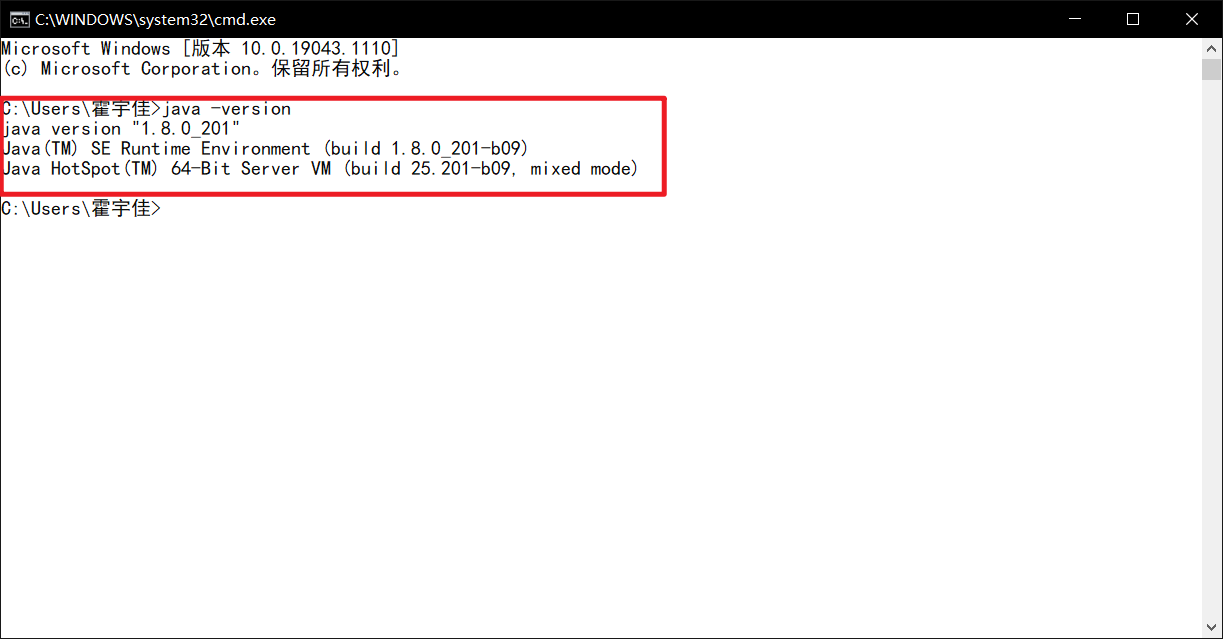 C:\WINDOWS\system32\cmd.exe
Microsoft Windows [版本 10.0.19043.1110]
(c) Microsoft Corporation。保留所有权利。
C:\Users\霍宇佳>java -version
java version "1.8.0_201"
Java(TM) SE Runtime Environment (build 1.8.0_201-b09)
Java HotSpot(TM) 64-Bit Server VM (build 25.201-b09, mixed mode)
C:\Users\霍宇佳>